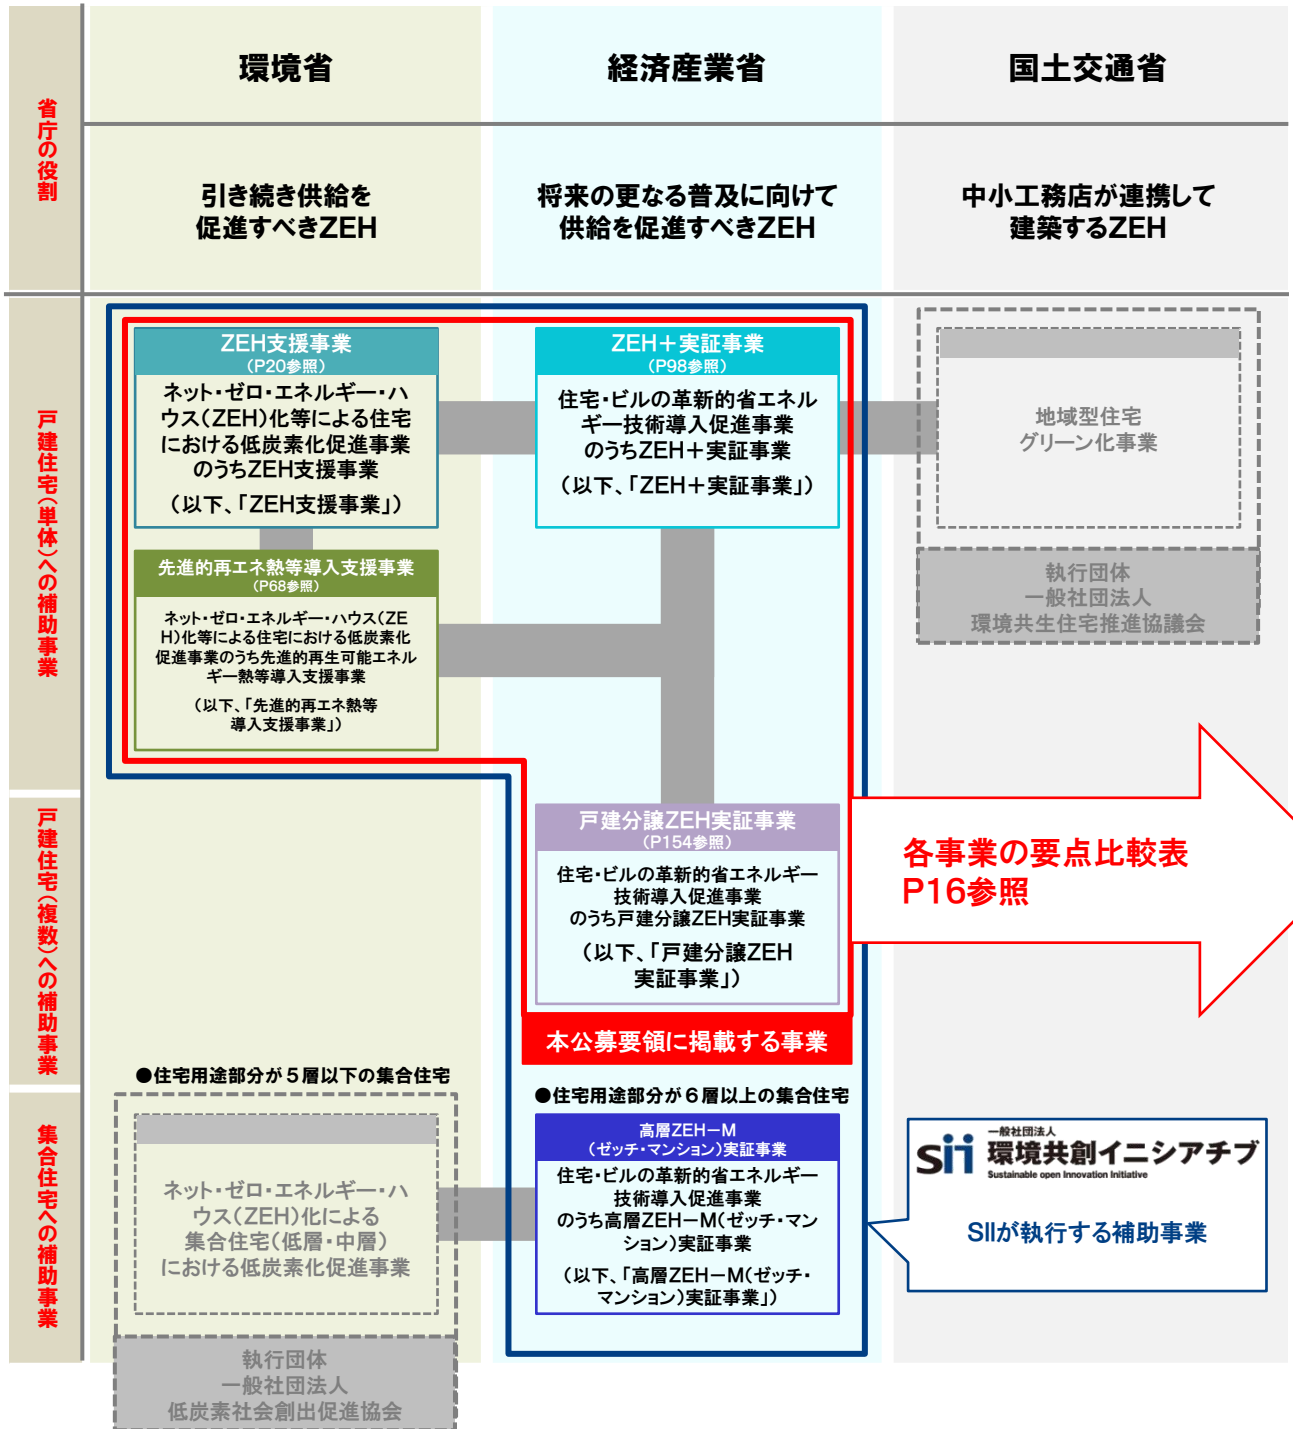 省庁の役割
環境省
経済産業省
国土交通省
引き続き供給を
促進すべきZEH
将来の更なる普及に向けて
供給を促進すべきZEH
中小工務店が連携して
建築するZEH
戸建住宅(単体)への補助事業
ZEH支援事業
(P20参照)
ネット・ゼロ・エネルギー・ハ
ウス(ZEH)化等による住宅
における低炭素化促進事業
のうちZEH支援事業
(以下、「ZEH支援事業」)
ZEH＋実証事業
(P98参照)
住宅・ビルの革新的省エネル
ギー技術導入促進事業
のうちZEH＋実証事業
(以下、「ZEH＋実証事業」)
地域型住宅
グリーン化事業
執行団体
一般社団法人
環境共生住宅推進協議会
先進的再エネ熱等導入支援事業
(P68参照)
ネット・ゼロ・エネルギー・ハウス(ZE
H)化等による住宅における低炭素化
促進事業のうち先進的再生可能エネル
ギー熱等導入支援事業
(以下、「先進的再エネ熱等
導入支援事業」)
戸建住宅(複数)への補助事業
戸建分譲ZEH実証事業
(P154参照)
住宅・ビルの革新的省エネルギー
技術導入促進事業
のうち戸建分譲ZEH実証事業
(以下、「戸建分譲ZEH
実証事業」)
各事業の要点比較表
P16参照
本公募要領に掲載する事業
集合住宅への補助事業
●住宅用途部分が５層以下の集合住宅
ネット・ゼロ・エネルギー・ハ
ウス(ZEH)化による
集合住宅(低層・中層)
における低炭素化促進事業
執行団体
一般社団法人
低炭素社会創出促進協会
●住宅用途部分が６層以上の集合住宅
高層ZEH－M
(ゼッチ・マンション)実証事業
住宅・ビルの革新的省エネルギー
技術導入促進事業
のうち高層ZEH－M(ゼッチ・マン
ション)実証事業
(以下、「高層ZEH－M(ゼッチ・
マンション)実証事業」)
sii
一般社団法人
環境共創イニシアチブ
Sustainable open Innovation Initiative
SIIが執行する補助事業